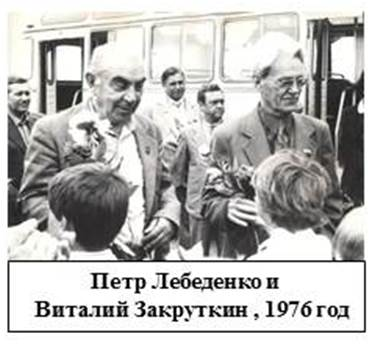 Петр Лебеденко и
Виталий Закруткин , 1976 год